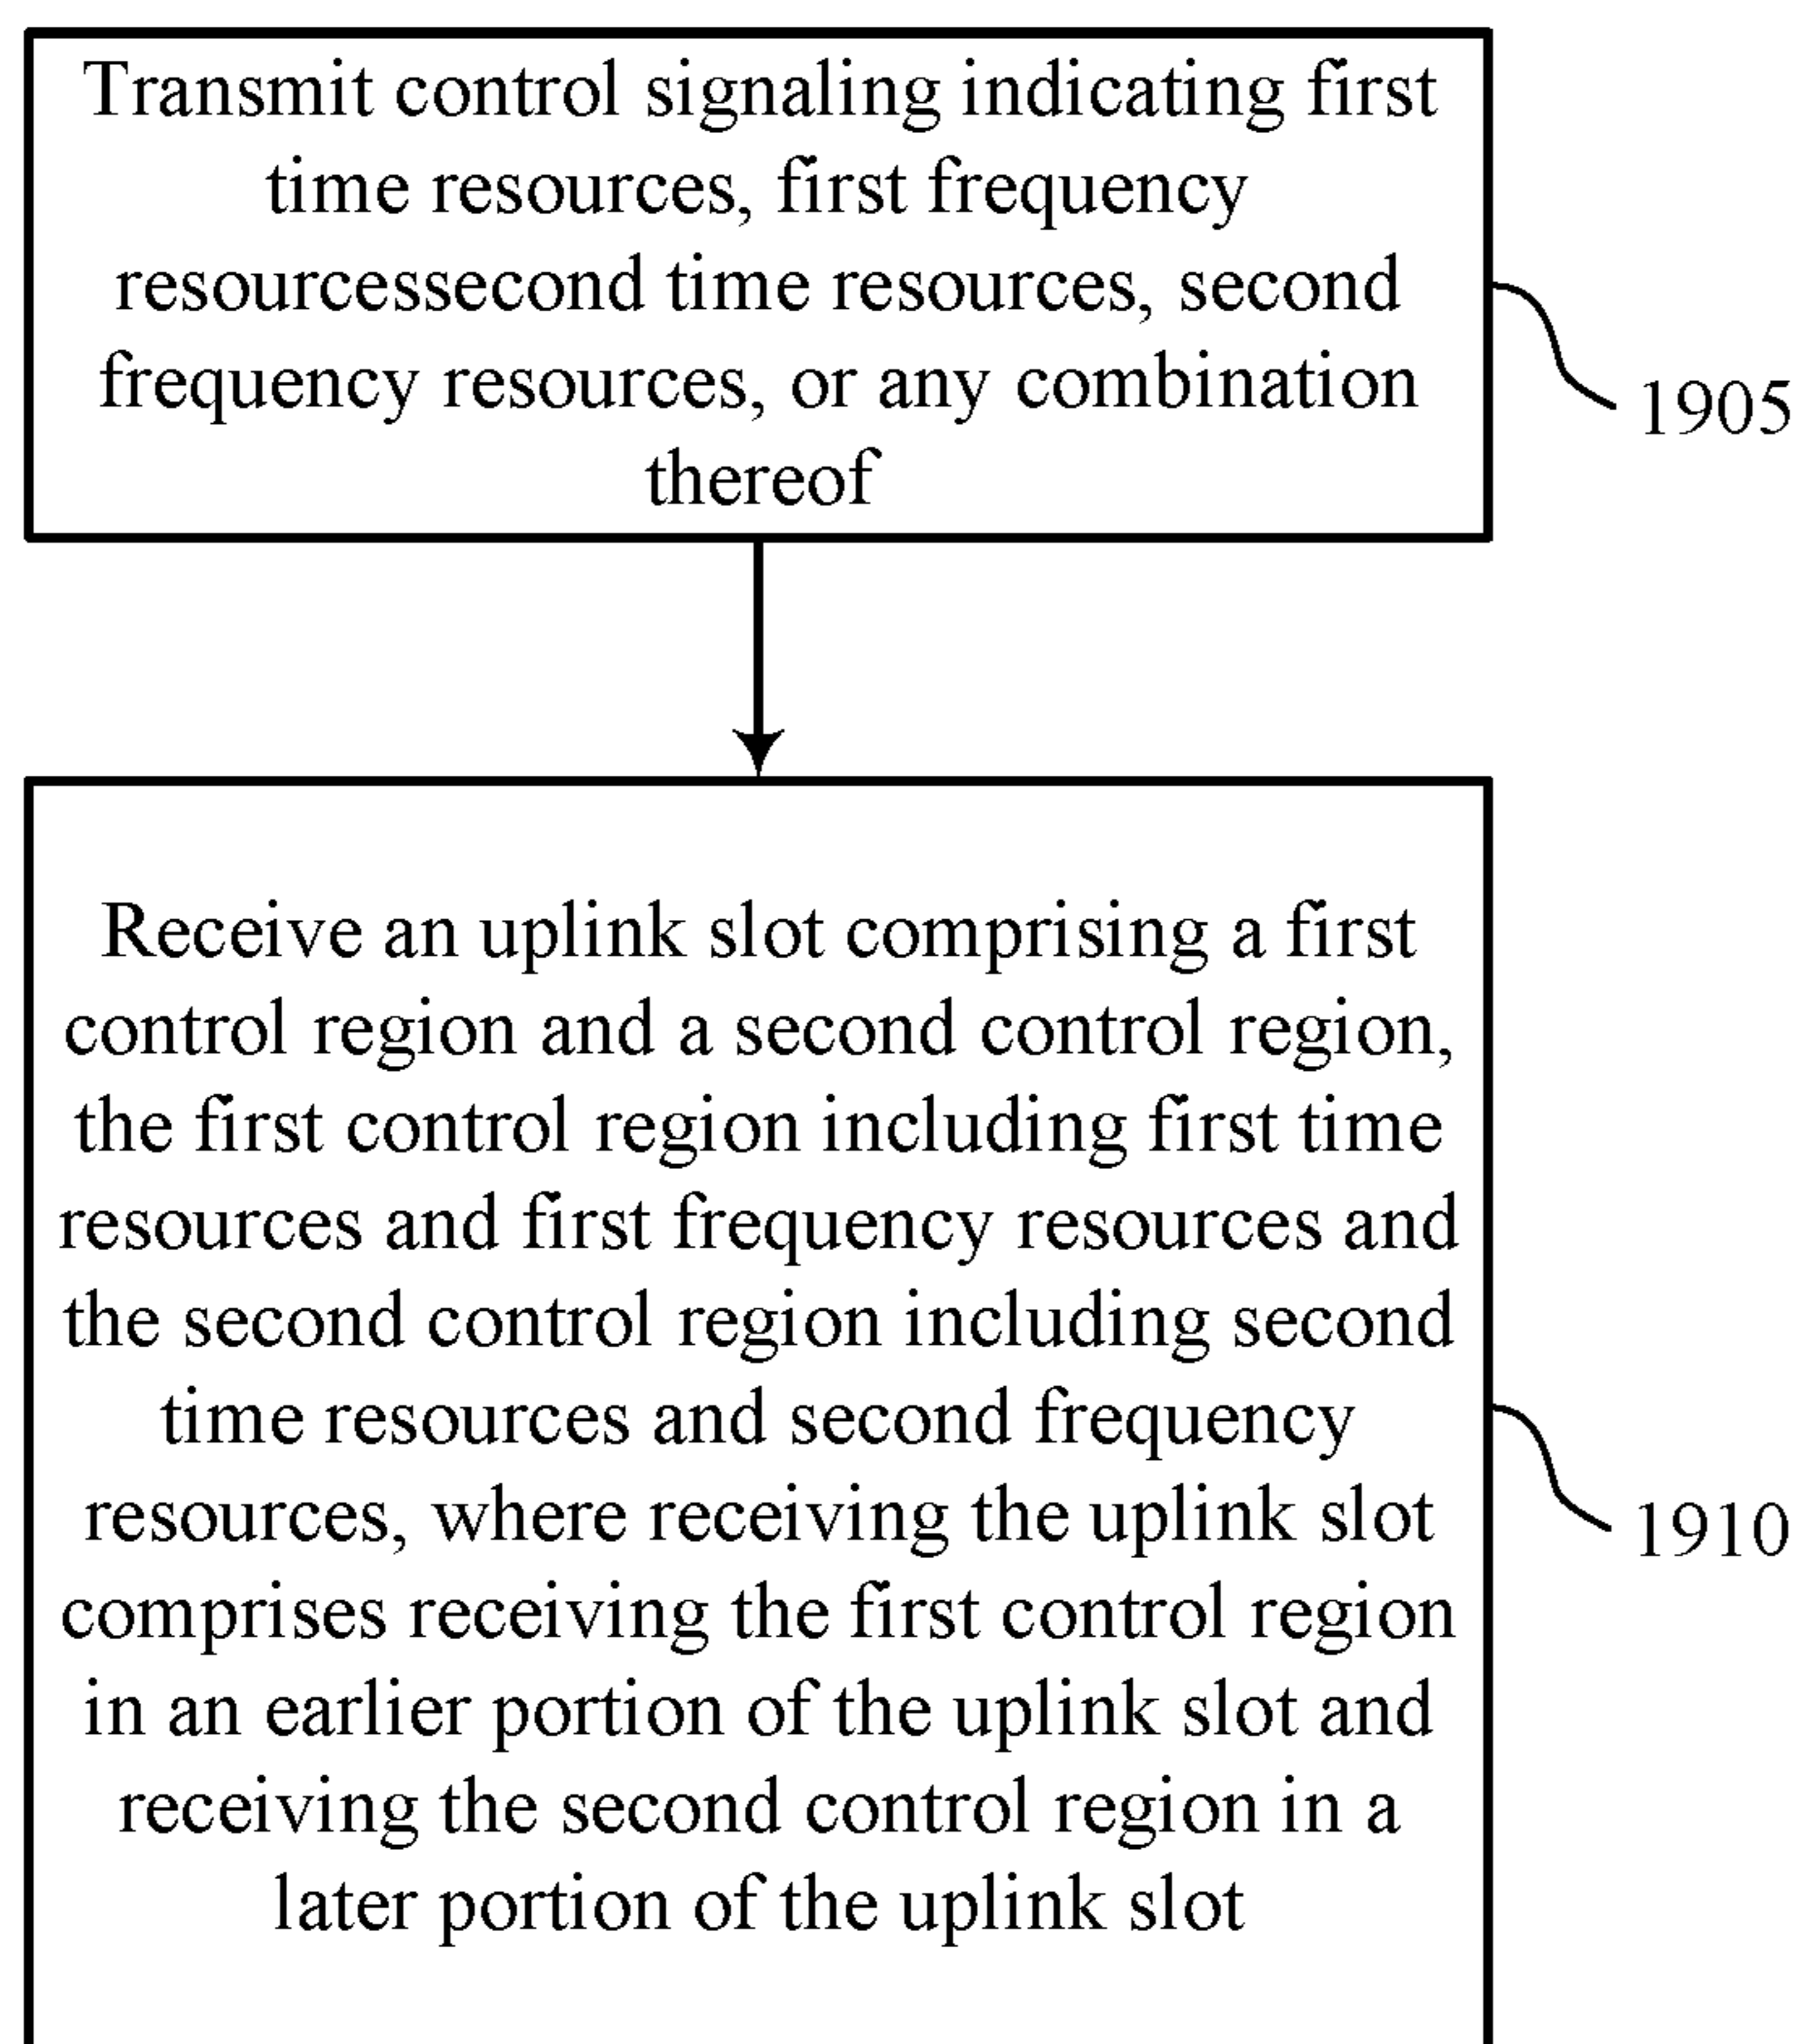 Transmit control signaling indicating first
time resources, first frequency
resourcessecond time resources, second
frequency resources, or any combination
thereof
1905
Receive an uplink slot comprising a first
control region and a second control region,
the first control region including first time
resources and first frequency resources and
the second control region including second
time resources and second frequency
resources, where receiving the uplink slot
comprises receiving the first control region
in an earlier portion of the uplink slot and
receiving the second control region in a
later portion of the uplink slot
1910